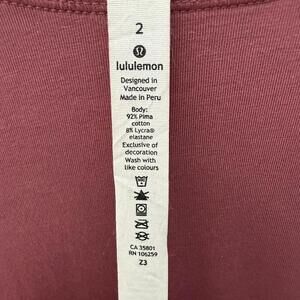 2
lululemon
Designed in
Vancouver
Made in Peru
Body:
92% Pima
cotton
8% Lycra®
elastane
Exclusive of
decoration
Wash with
like colours
CA 35801
RN 106259
Z3